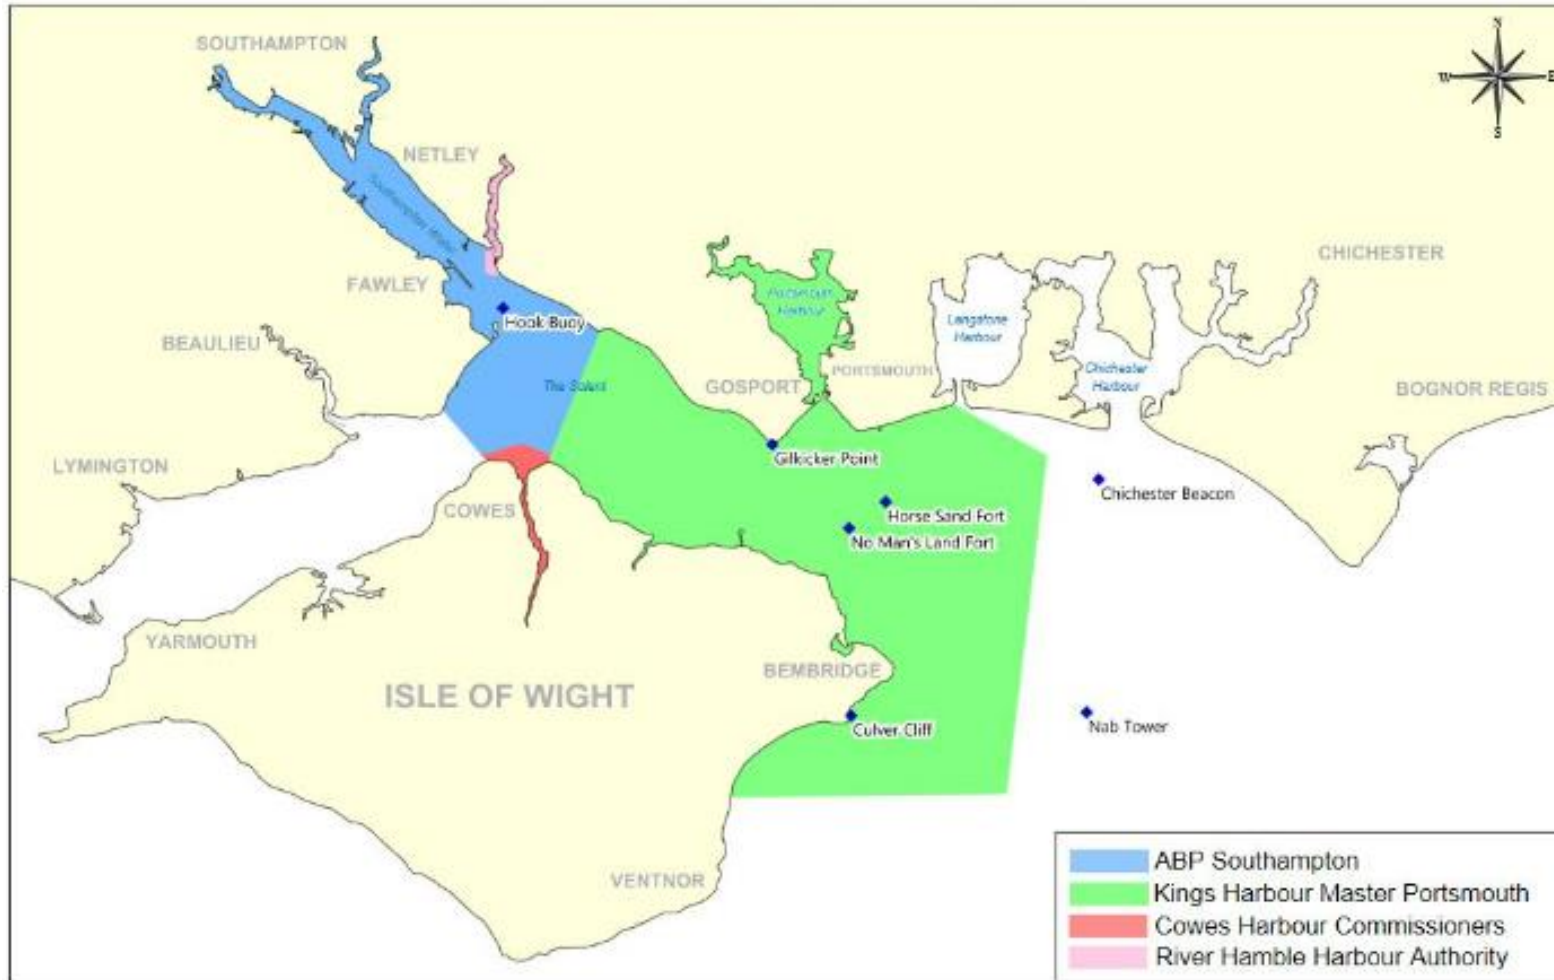 N
W E
S
SOUTHAMPTON
NETLEY
Southampton Water
FAWLEY
CHICHESTER
Hook Buoy
BEAULIEU
Portsmouth
Harbour
Langstone
Harbour
PORTSMOUTH
Chichester
Harbour
The Solent
GOSPORT
BOGNOR REGIS
LYMINGTON
Gilkicker Point
Chichester Beacon
COWES
Horse Sand Fort
No Man's Land Fort
YARMOUTH
BEMBRIDGE
ISLE OF WIGHT
Culver Cliff
Nab Tower
VENTNOR
ABP Southampton
Kings Harbour Master Portsmouth
Cowes Harbour Commissioners
River Hamble Harbour Authority